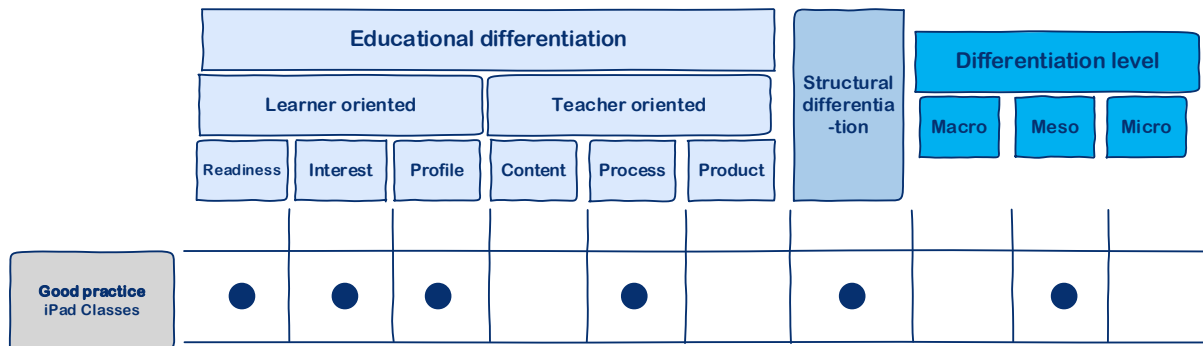 Educational differentiation
Learner oriented
Teacher oriented
Readiness
Interest
Profile
Content
Process
Product
Structural
differentia
-tion
Differentiation level
Macro
Meso
Micro
Good practice
iPad Classes